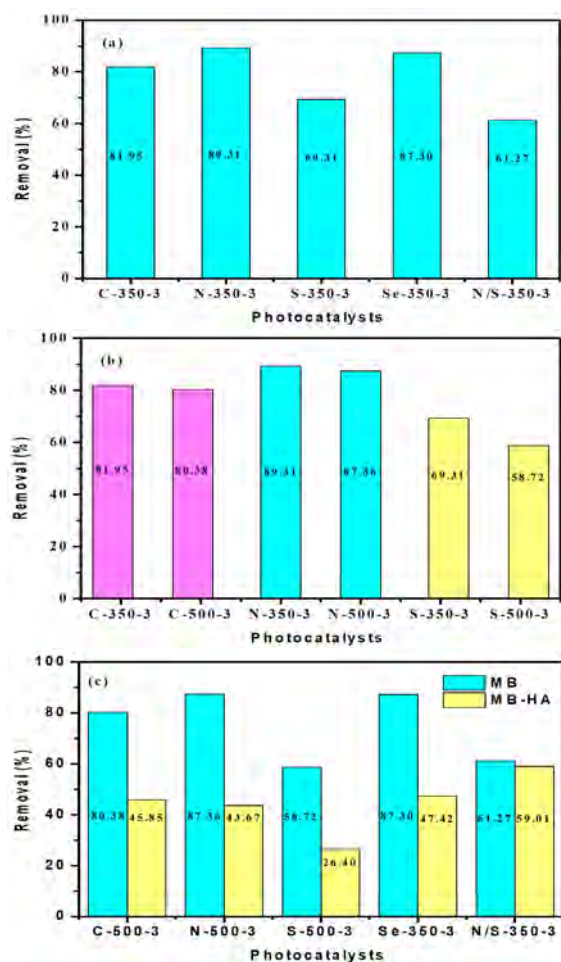 100
(a)
80
60
40
20
0
Removal(%)
81.95
89.31
69.31
87.30
61.27
C-350-3 N-350-3 S-350-3 Se-350-3 N/S-350-3
Photocatalysts
100
(b)
80
60
40
20
0
Removal(%)
81.95
80.38
89.31
87.36
69.31
58.72
C-350-3 C-500-3 N-350-3 N-500-3 S-350-3 S-500-3
Photocatalysts
100
(c)
80
60
40
20
0
Removal(%)
MB
MB-HA
80.38
45.85
87.36
43.67
58.72
26.40
87.30
47.42
61.27
59.01
C-500-3 N-500-3 S-500-3 Se-350-3 N/S-350-3
Photocatalysts